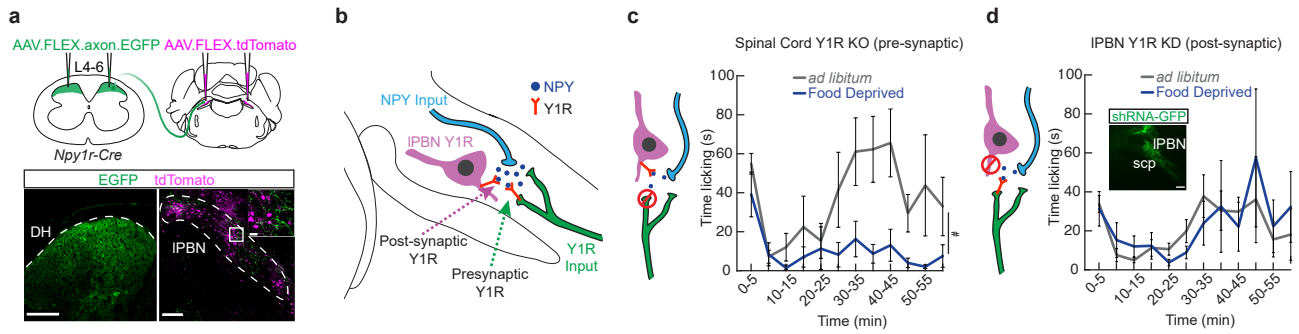 a
AAV.FLEX.axon.EGFP AAV.FLEX.tdTomato
L4-6
Npy1r-Cre
EGFP tdTomato
DH
lPBN
b
NPY
Y1R
NPY Input
lPBN Y1R
Post-synaptic
Y1R
Presynaptic
Y1R
Y1R
Input
c
Spinal Cord Y1R KO (pre-synaptic)
ad libitum
Food Deprived
Time licking (s)
100
80
60
40
20
0
#
0-5
10-15
20-25
30-35
40-45
50-55
Time (min)
d
lPBN Y1R KD (post-synaptic)
ad libitum
Food Deprived
shRNA-GFP
lPBN
scp
Time licking (s)
100
80
60
40
20
0
0-5
10-15
20-25
30-35
40-45
50-55
Time (min)